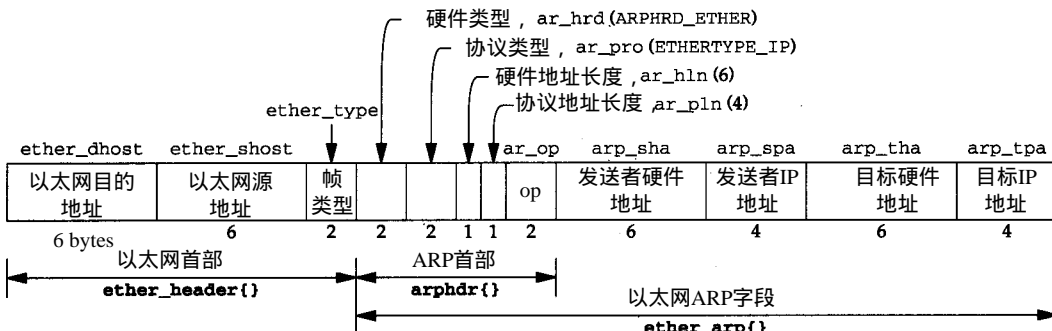 硬件类型，ar_hrd(ARPHRD_ETHER)
协议类型，ar_pro(ETHERTYPE_IP)
硬件地址长度,ar_hln(6)
协议地址长度,ar_pln(4)
ether_type
ether_dhost ether_shost ar_op arp_sha arp_spa arp_tha arp_tpa
以太网目的 以太网源 帧 op 发送者硬件 发送者IP 目标硬件 目标IP
地址 地址 类型 地址 地址 地址 地址
6 bytes 6 2 2 2 1 1 2 6 4 6 4
以太网首部 ARP首部
ether_header{} arphdr{} 以太网ARP字段
ether_arp{}